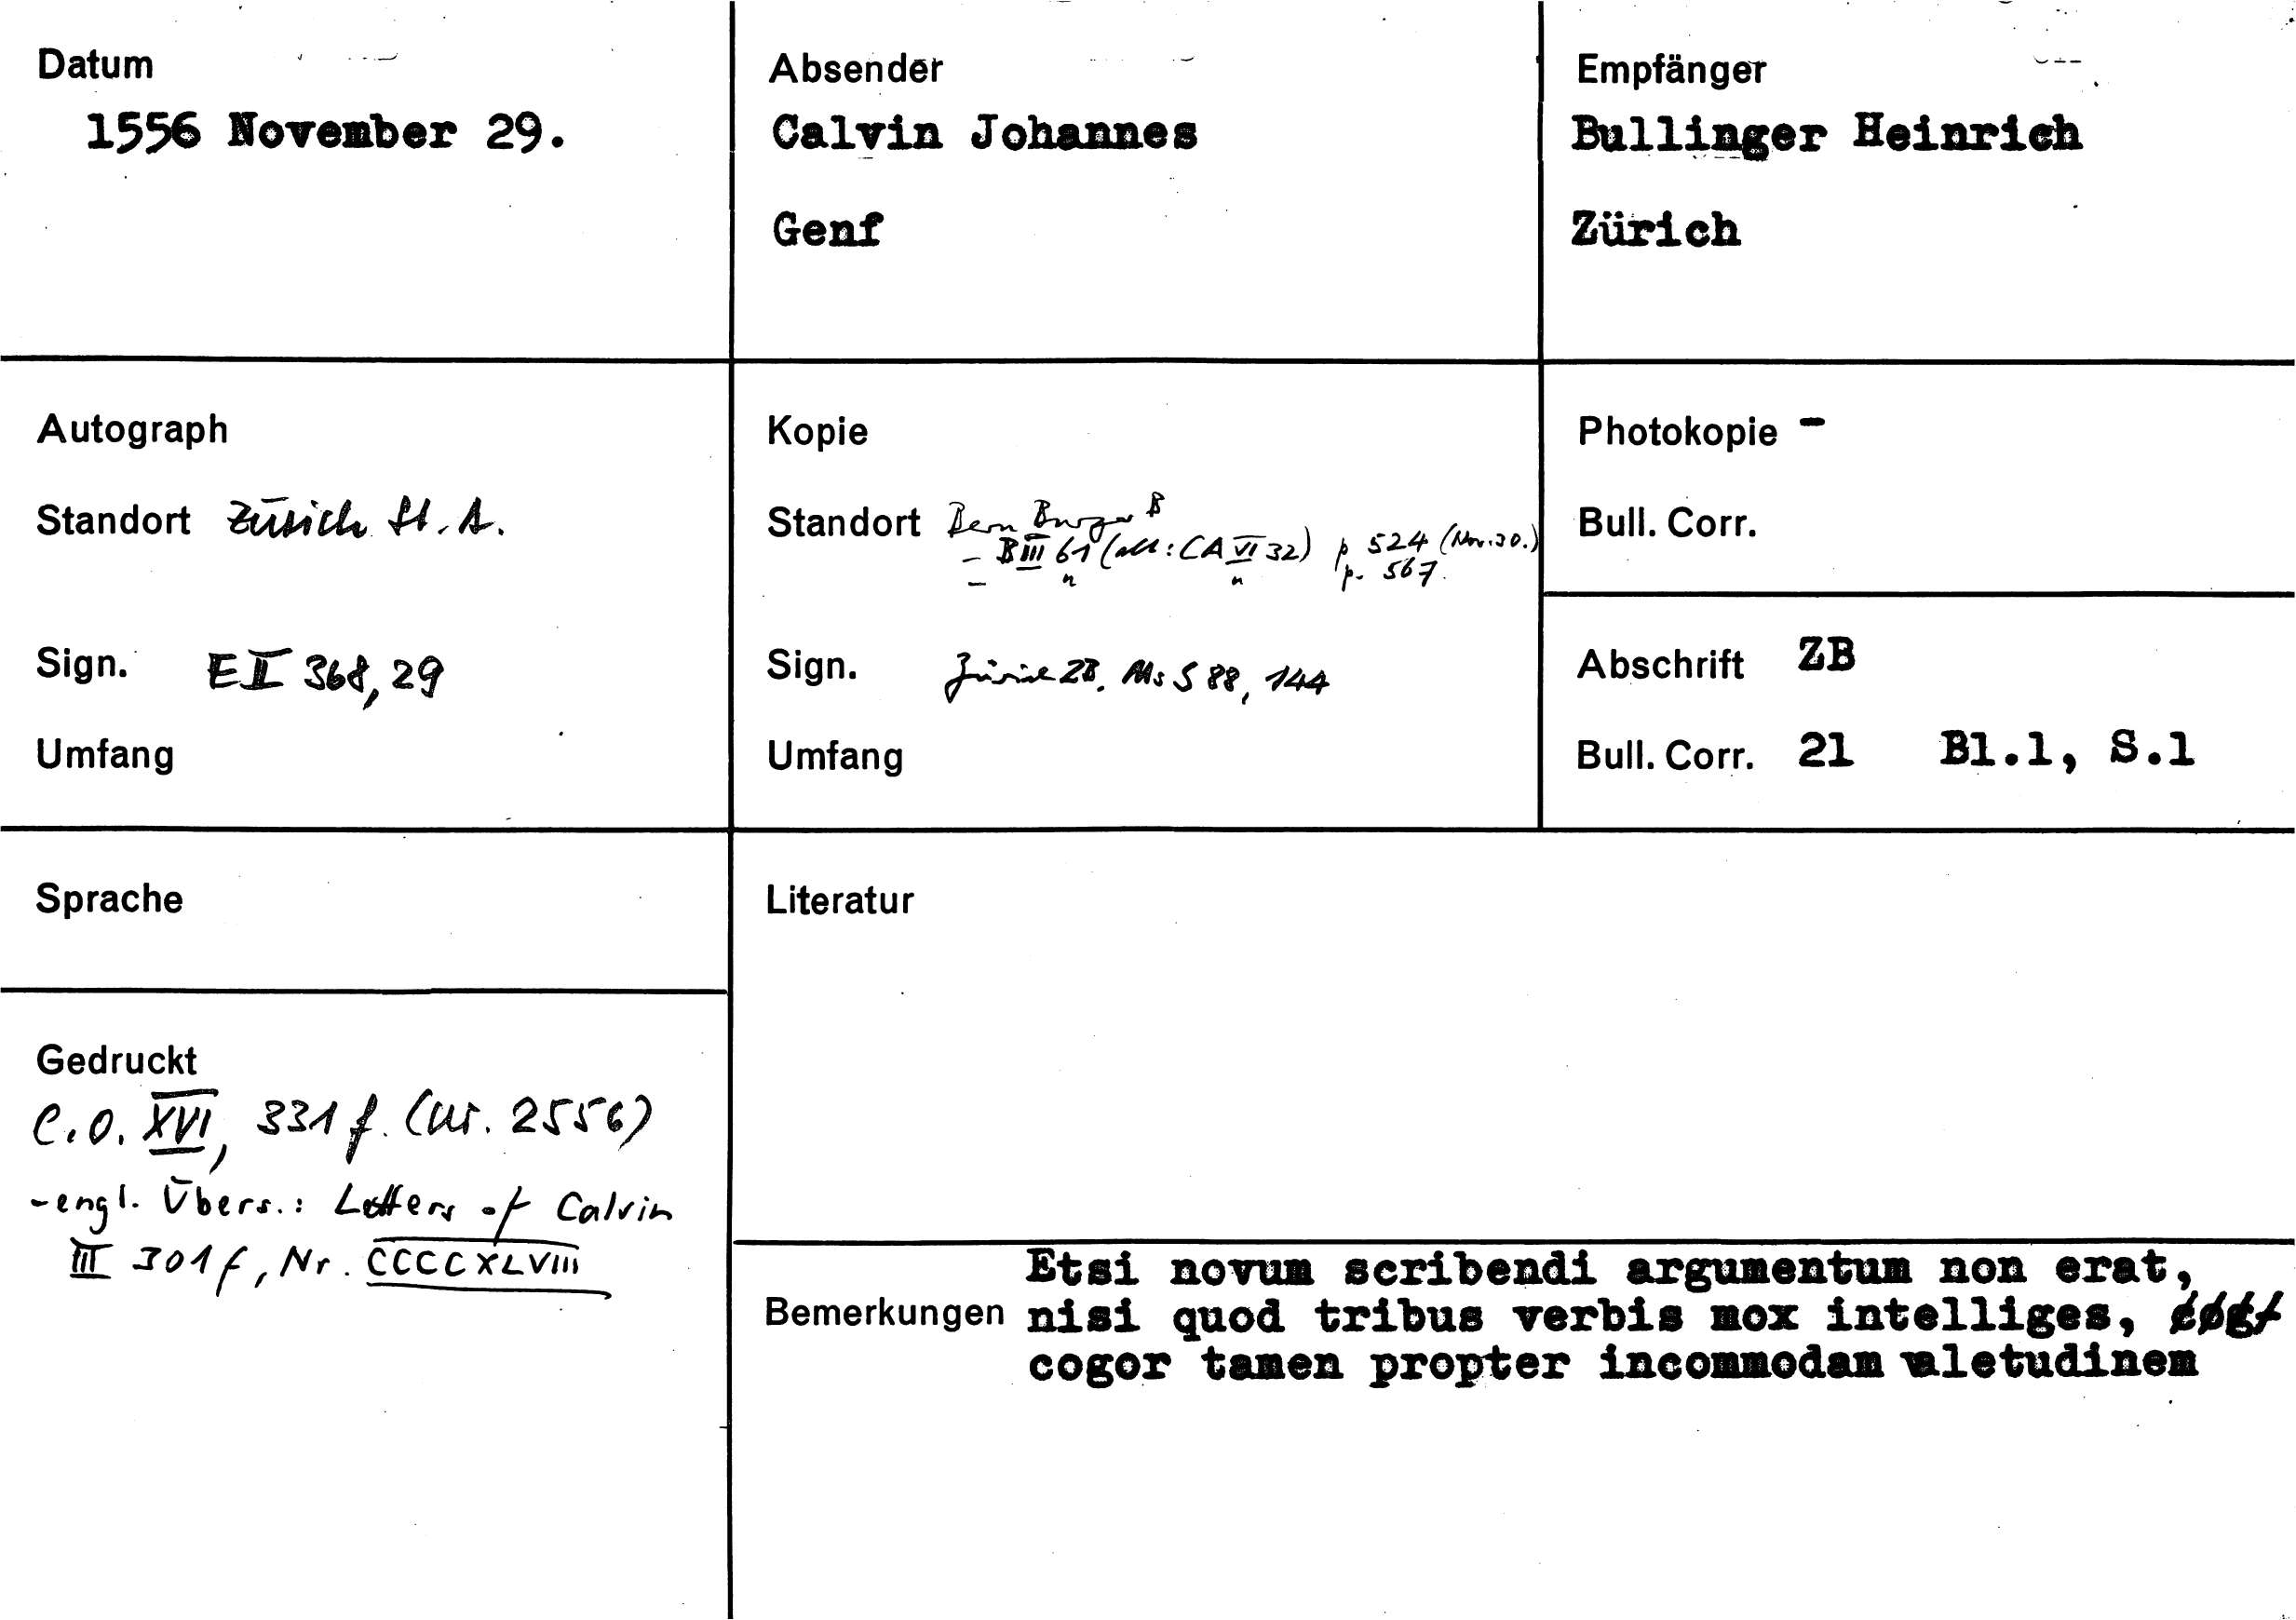 Datum
1556 November 29.
Absender
Calvin Johannes
Genf
Empfänger
Bullinger Heinrich
Zürich
Autograph
Standort Zürich St. A.
Sign. E II 368, 29
Umfang
Kopie
Standort Bern Burger B
- B III 61 (alt: CA VI 32) p 524 (Nov. 30.)
- " " p. 567.
Sign. Zürich ZB, Ms S 88, 144
Umfang
Photokopie -
Bull. Corr.
Abschrift ZB
Bull. Corr. 21 Bl.1, S.1
Sprache
Literatur
Gedruckt
C.O. XVI, 331 f. (Nr. 2556)
- engl. Übers.: Letters of Calvin
III 301 f, Nr. CCCCXLVIII
Bemerkungen
Etsi novum scribendi argumentum non erat,
nisi quod tribus verbis mox intelliges,
cogor tamen propter incommodam valetudinem